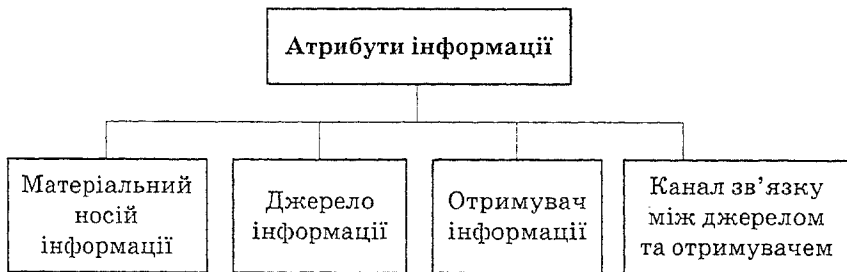 Атрибути інформації
Матеріальний
носій
інформації
Джерело
інформації
Отримувач
інформації
Канал зв'язку
між джерелом
та отримувачем